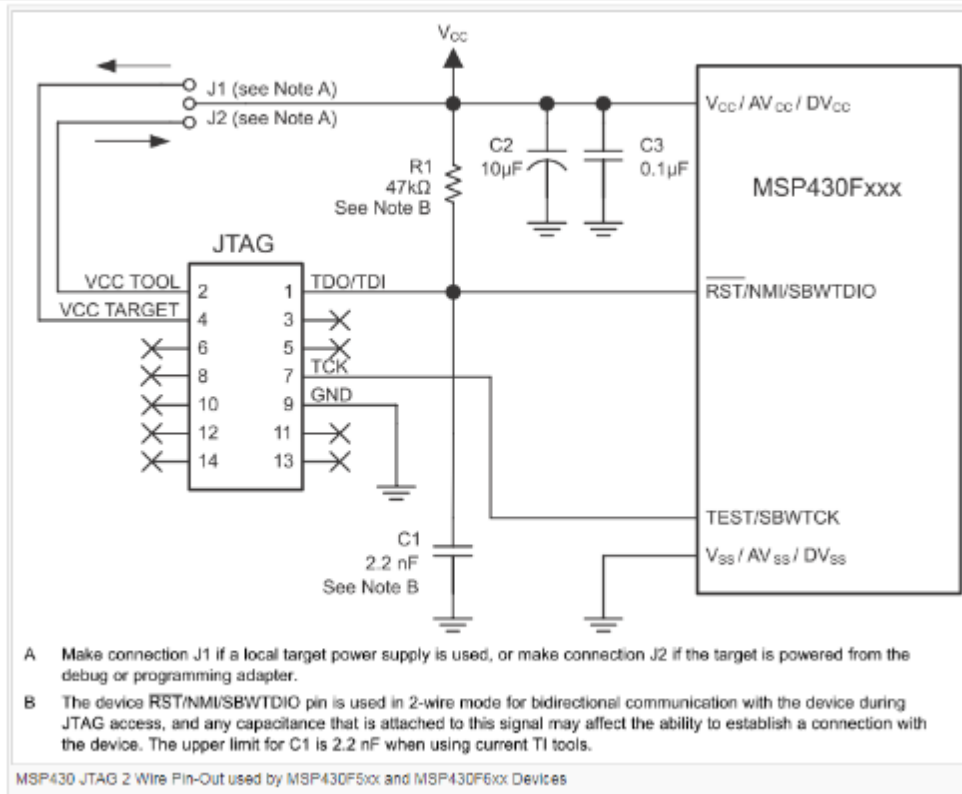 VCC
J1 (see Note A)
J2 (see Note A)
VCC / AVCC / DVCC
C2
10µF
C3
0.1µF
R1
47kΩ
See Note B
MSP430Fxxx
JTAG
VCC TOOL
2
1
TDO/TDI
RST/NMI/SBWTDIO
VCC TARGET
4
3
6
5
8
7
TCK
10
9
GND
12
11
14
13
TEST/SBWTCK
C1
2.2 nF
See Note B
VSS / AVSS / DVSS
A Make connection J1 if a local target power supply is used, or make connection J2 if the target is powered from the
debug or programming adapter.
B The device RST/NMI/SBWTDIO pin is used in 2-wire mode for bidirectional communication with the device during
JTAG access, and any capacitance that is attached to this signal may affect the ability to establish a connection with
the device. The upper limit for C1 is 2.2 nF when using current TI tools.
MSP430 JTAG 2 Wire Pin-Out used by MSP430F5xx and MSP430F6xx Devices